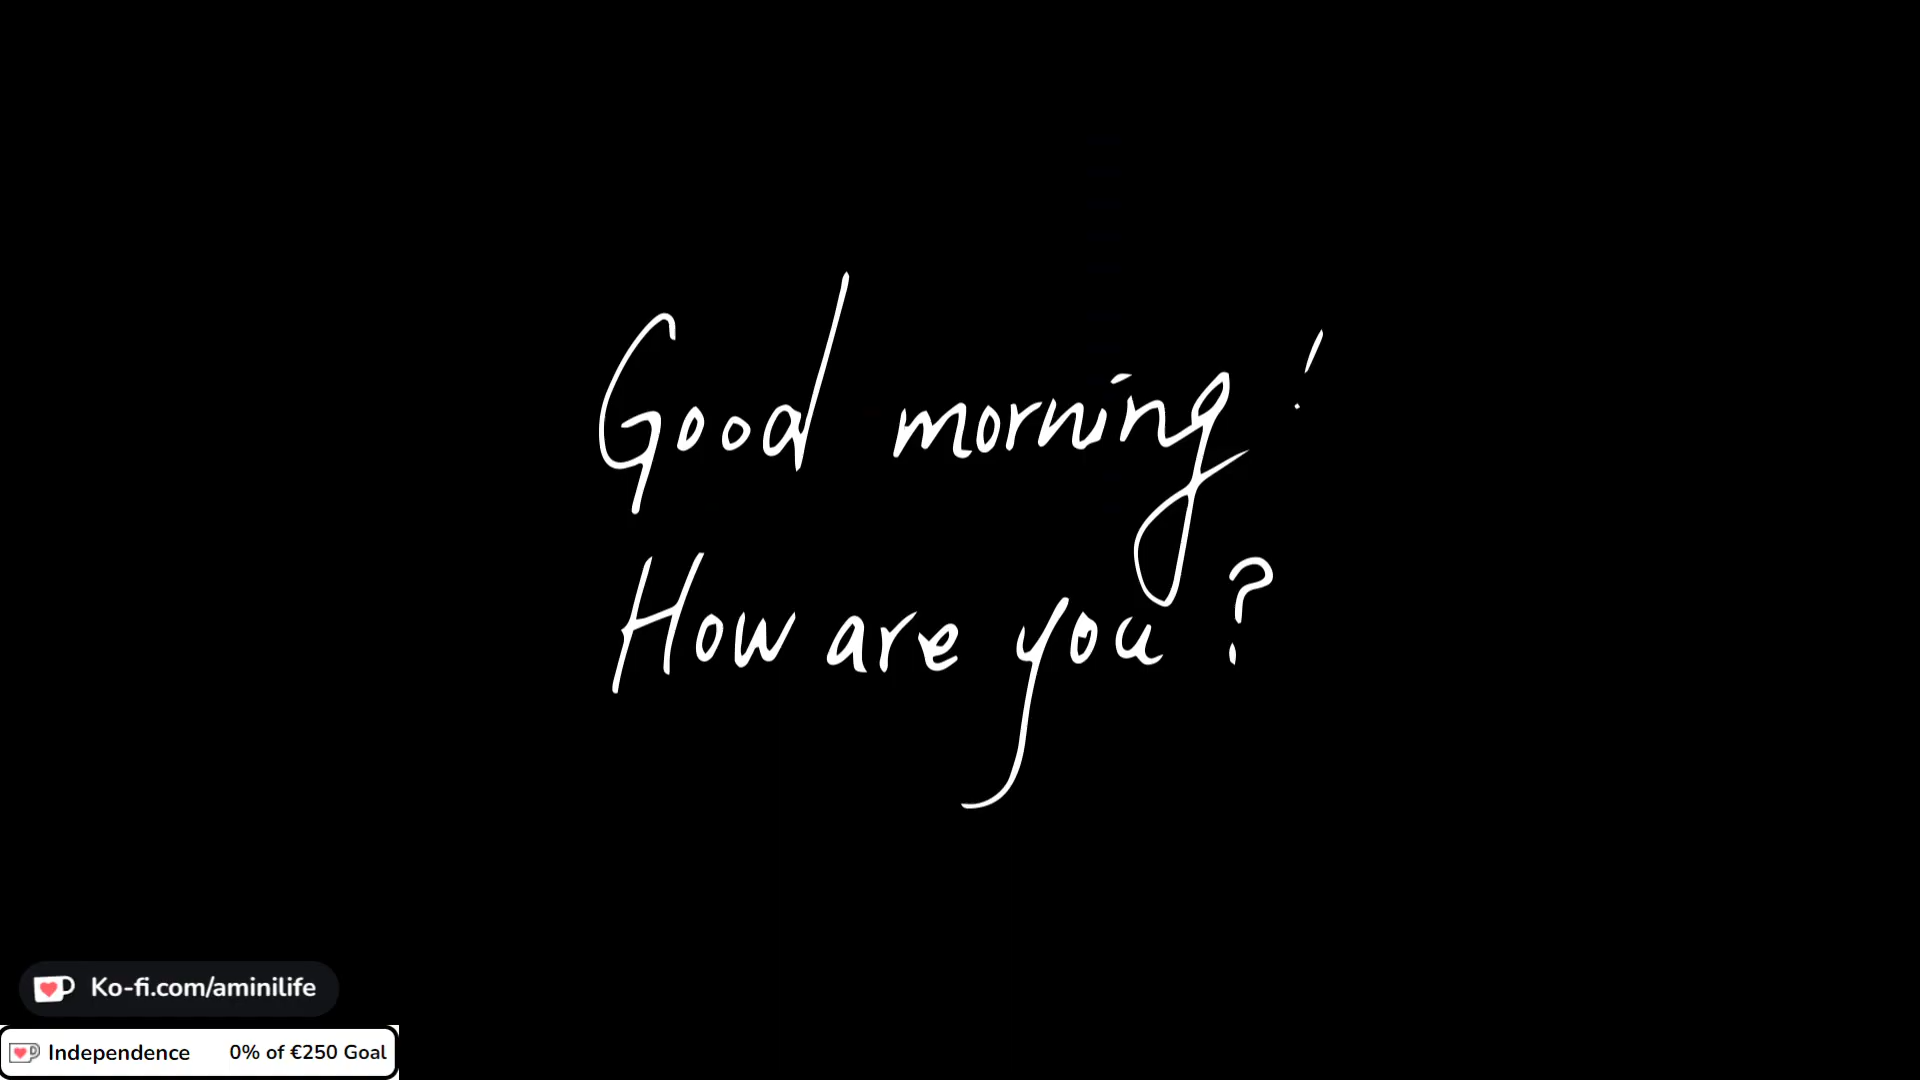 Good morning!
How are you?
Ko-fi.com/aminilife
Independence 0% of €250 Goal